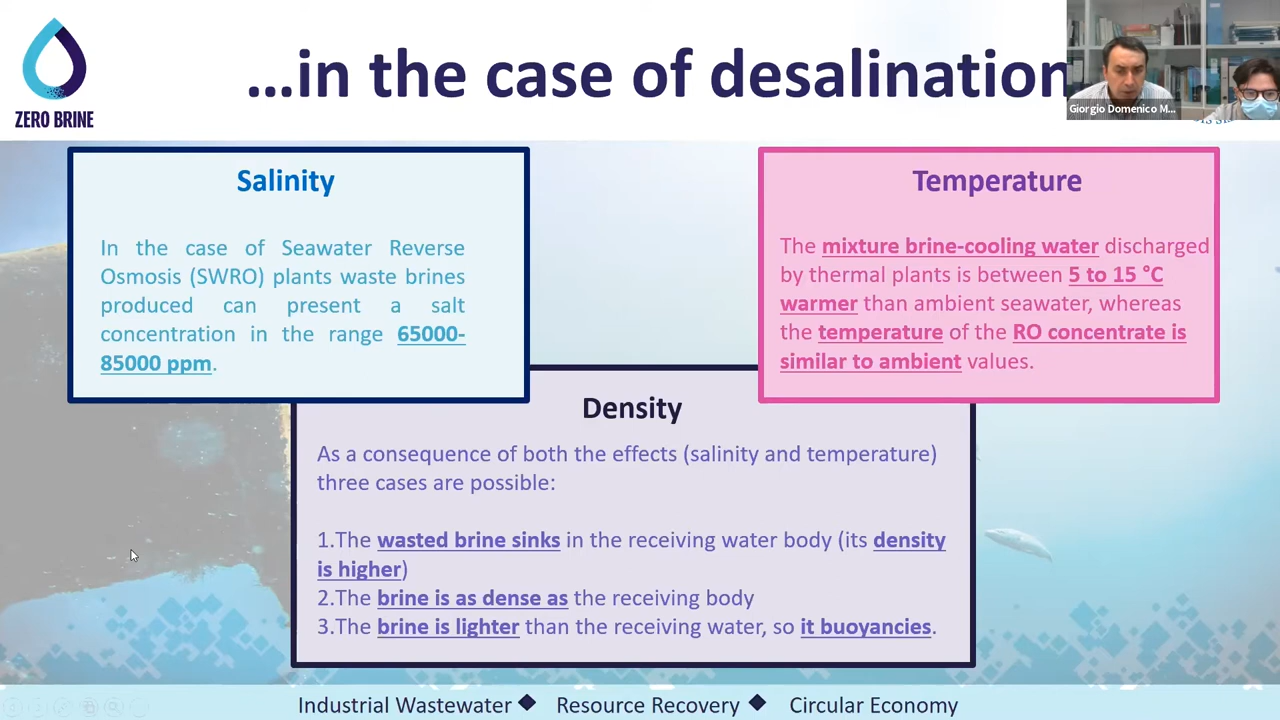 ZERO BRINE
…in the case of desalination
Giorgio Domenico M...
Salinity
In the case of Seawater Reverse
Osmosis (SWRO) plants waste brines
produced can present a salt
concentration in the range 65000-
85000 ppm.
Temperature
The mixture brine-cooling water discharged
by thermal plants is between 5 to 15 °C
warmer than ambient seawater, whereas
the temperature of the RO concentrate is
similar to ambient values.
Density
As a consequence of both the effects (salinity and temperature)
three cases are possible:
1.The wasted brine sinks in the receiving water body (its density
is higher)
2.The brine is as dense as the receiving body
3.The brine is lighter than the receiving water, so it buoyancies.
Industrial Wastewater ◆ Resource Recovery ◆ Circular Economy